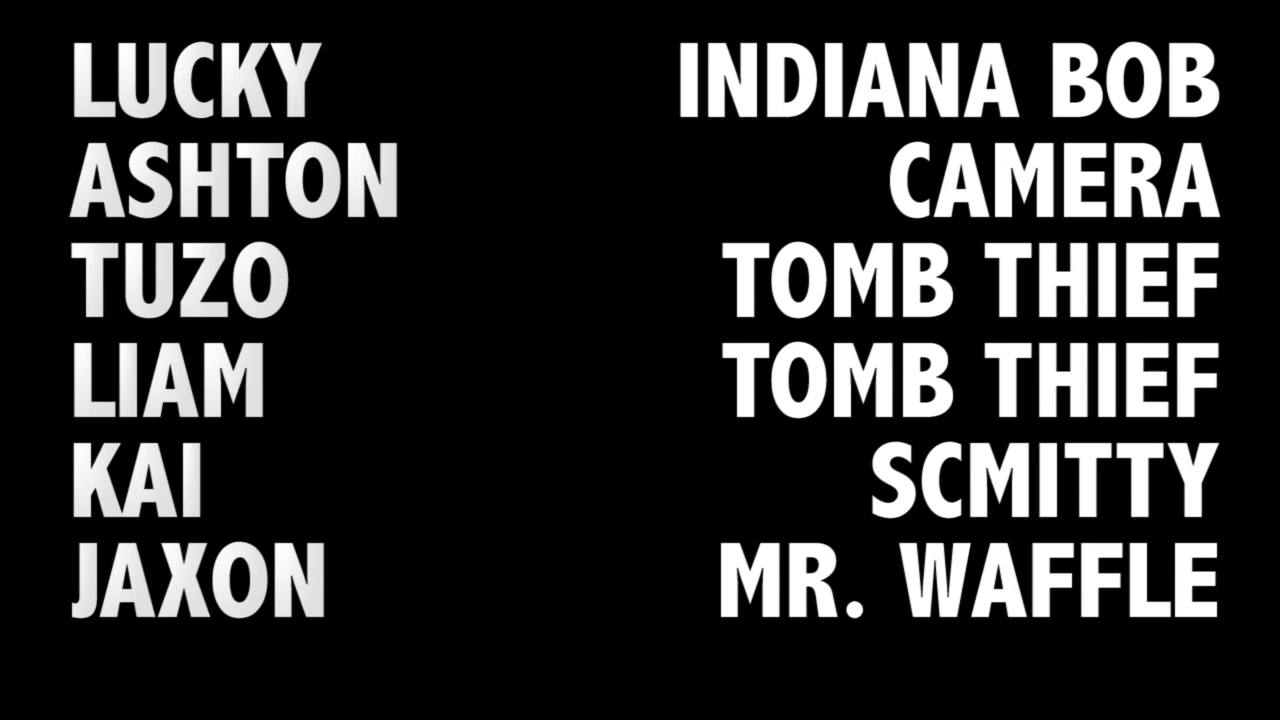 LUCKY INDIANA BOB
ASHTON CAMERA
TUZO TOMB THIEF
LIAM TOMB THIEF
KAI SCMITTY
JAXON MR. WAFFLE